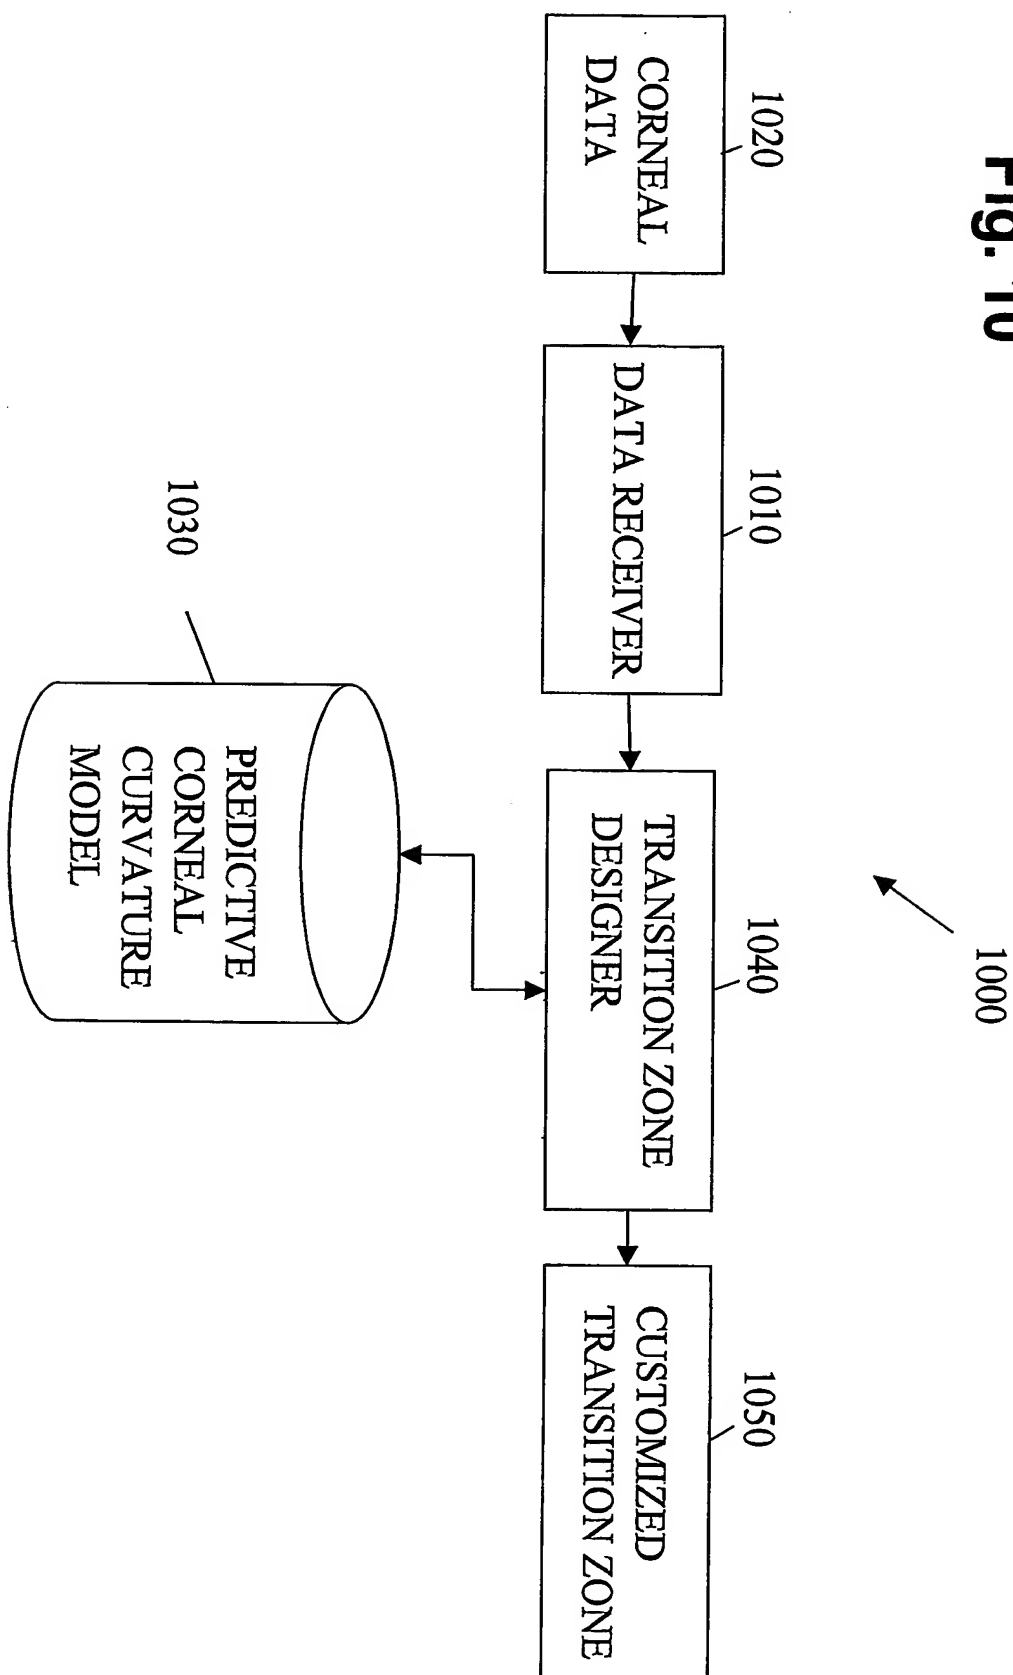 Fig. 10
1000
1020
CORNEAL
DATA
1010
DATA RECEIVER
1040
TRANSITION ZONE
DESIGNER
1050
CUSTOMIZED
TRANSITION ZONE
1030
PREDICTIVE
CORNEAL
CURVATURE
MODEL